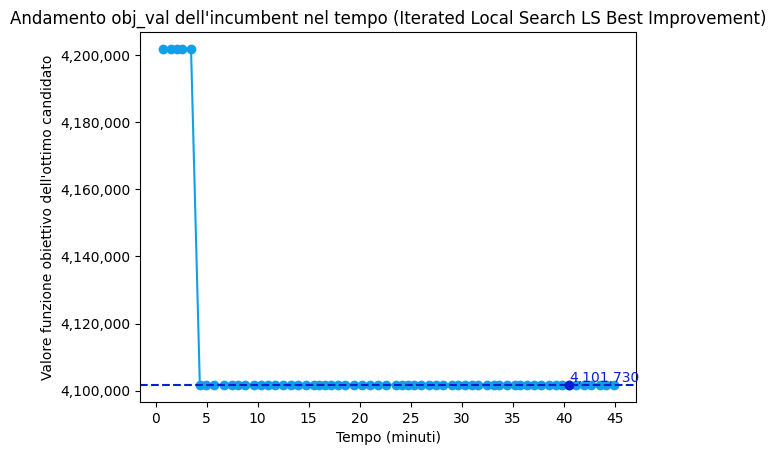 Andamento obj_val dell'incumbent nel tempo (Iterated Local Search LS Best Improvement)
Valore funzione obiettivo dell'ottimo candidato
4,200,000
4,180,000
4,160,000
4,140,000
4,120,000
4,100,000
4,101,730
0 5 10 15 20 25 30 35 40 45
Tempo (minuti)